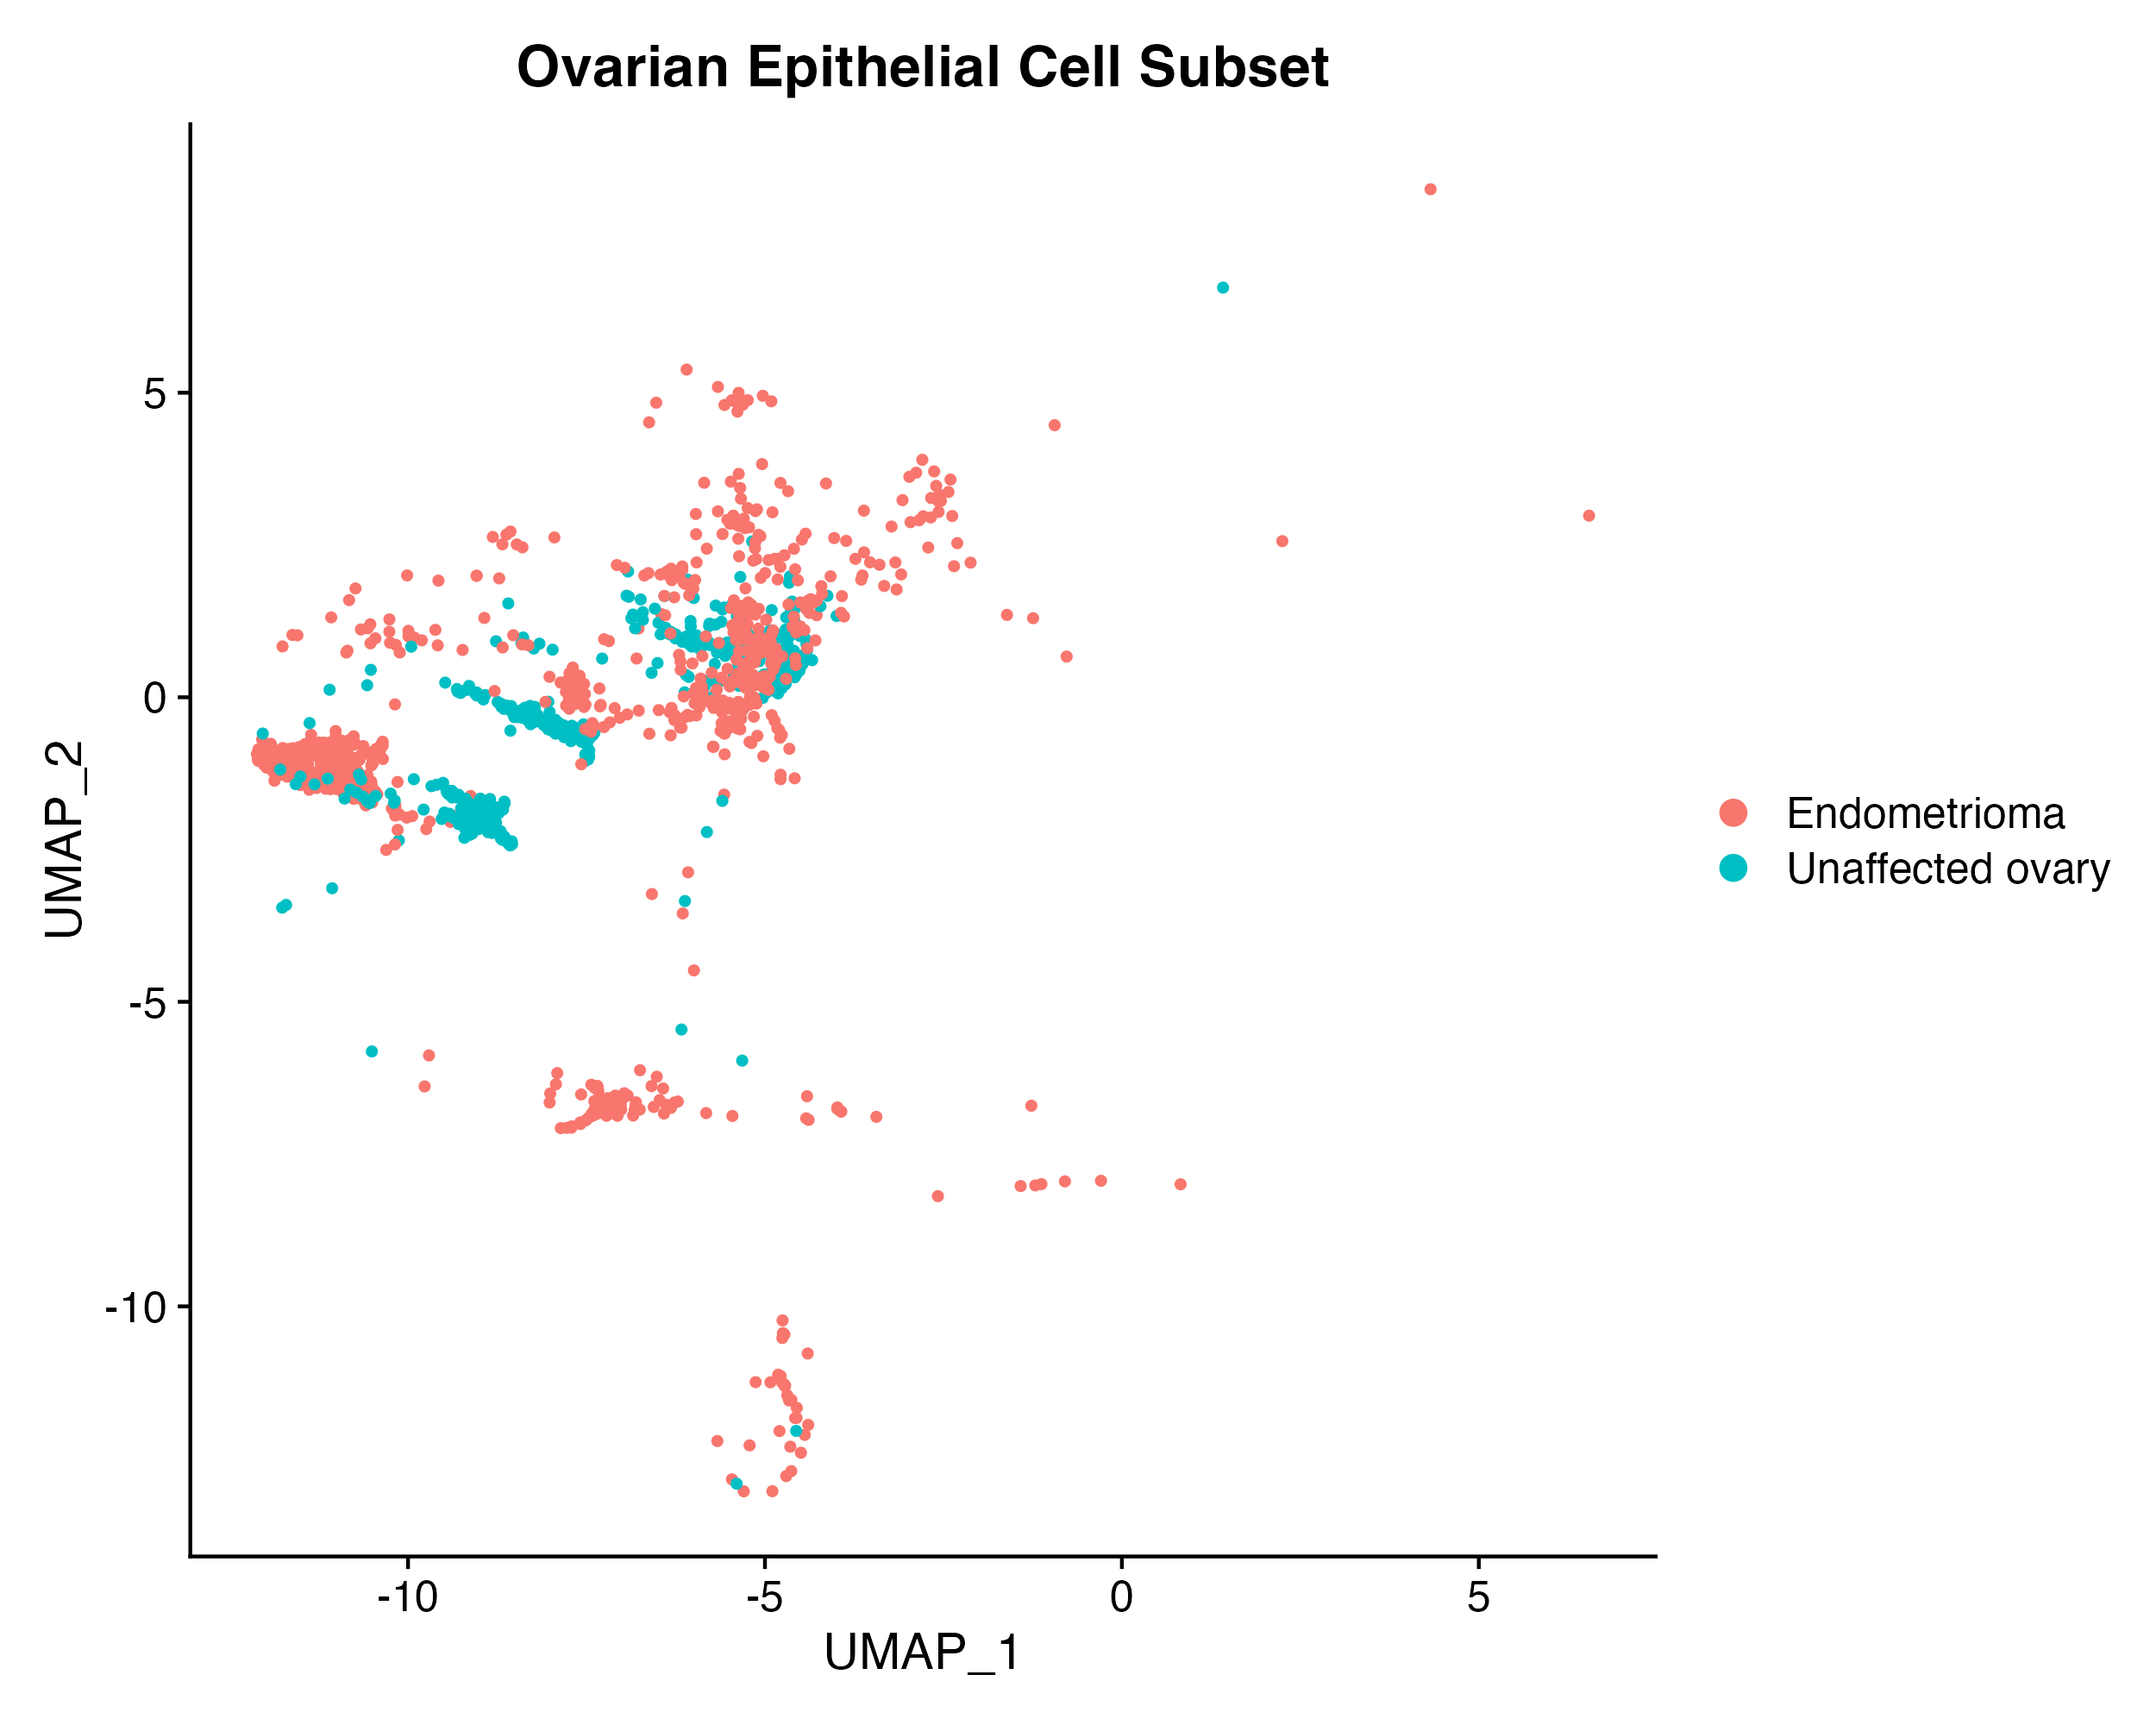 Ovarian Epithelial Cell Subset
UMAP_2
5
0
-5
-10
-10
-5
0
5
UMAP_1
Endometrioma
Unaffected ovary